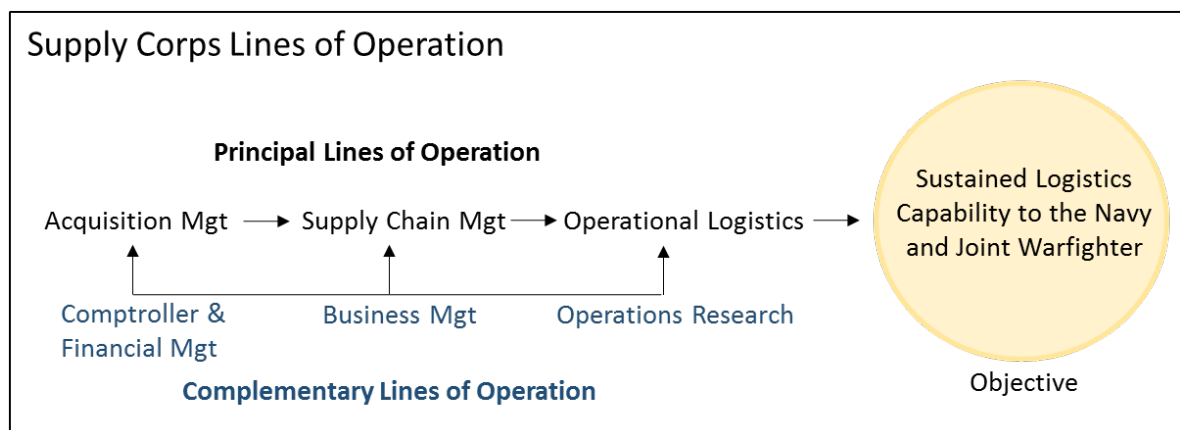 Supply Corps Lines of Operation
Principal Lines of Operation
Acquisition Mgt
Supply Chain Mgt
Operational Logistics
Sustained Logistics
Capability to the Navy
and Joint Warfighter
Comptroller &
Financial Mgt
Business Mgt
Operations Research
Complementary Lines of Operation
Objective